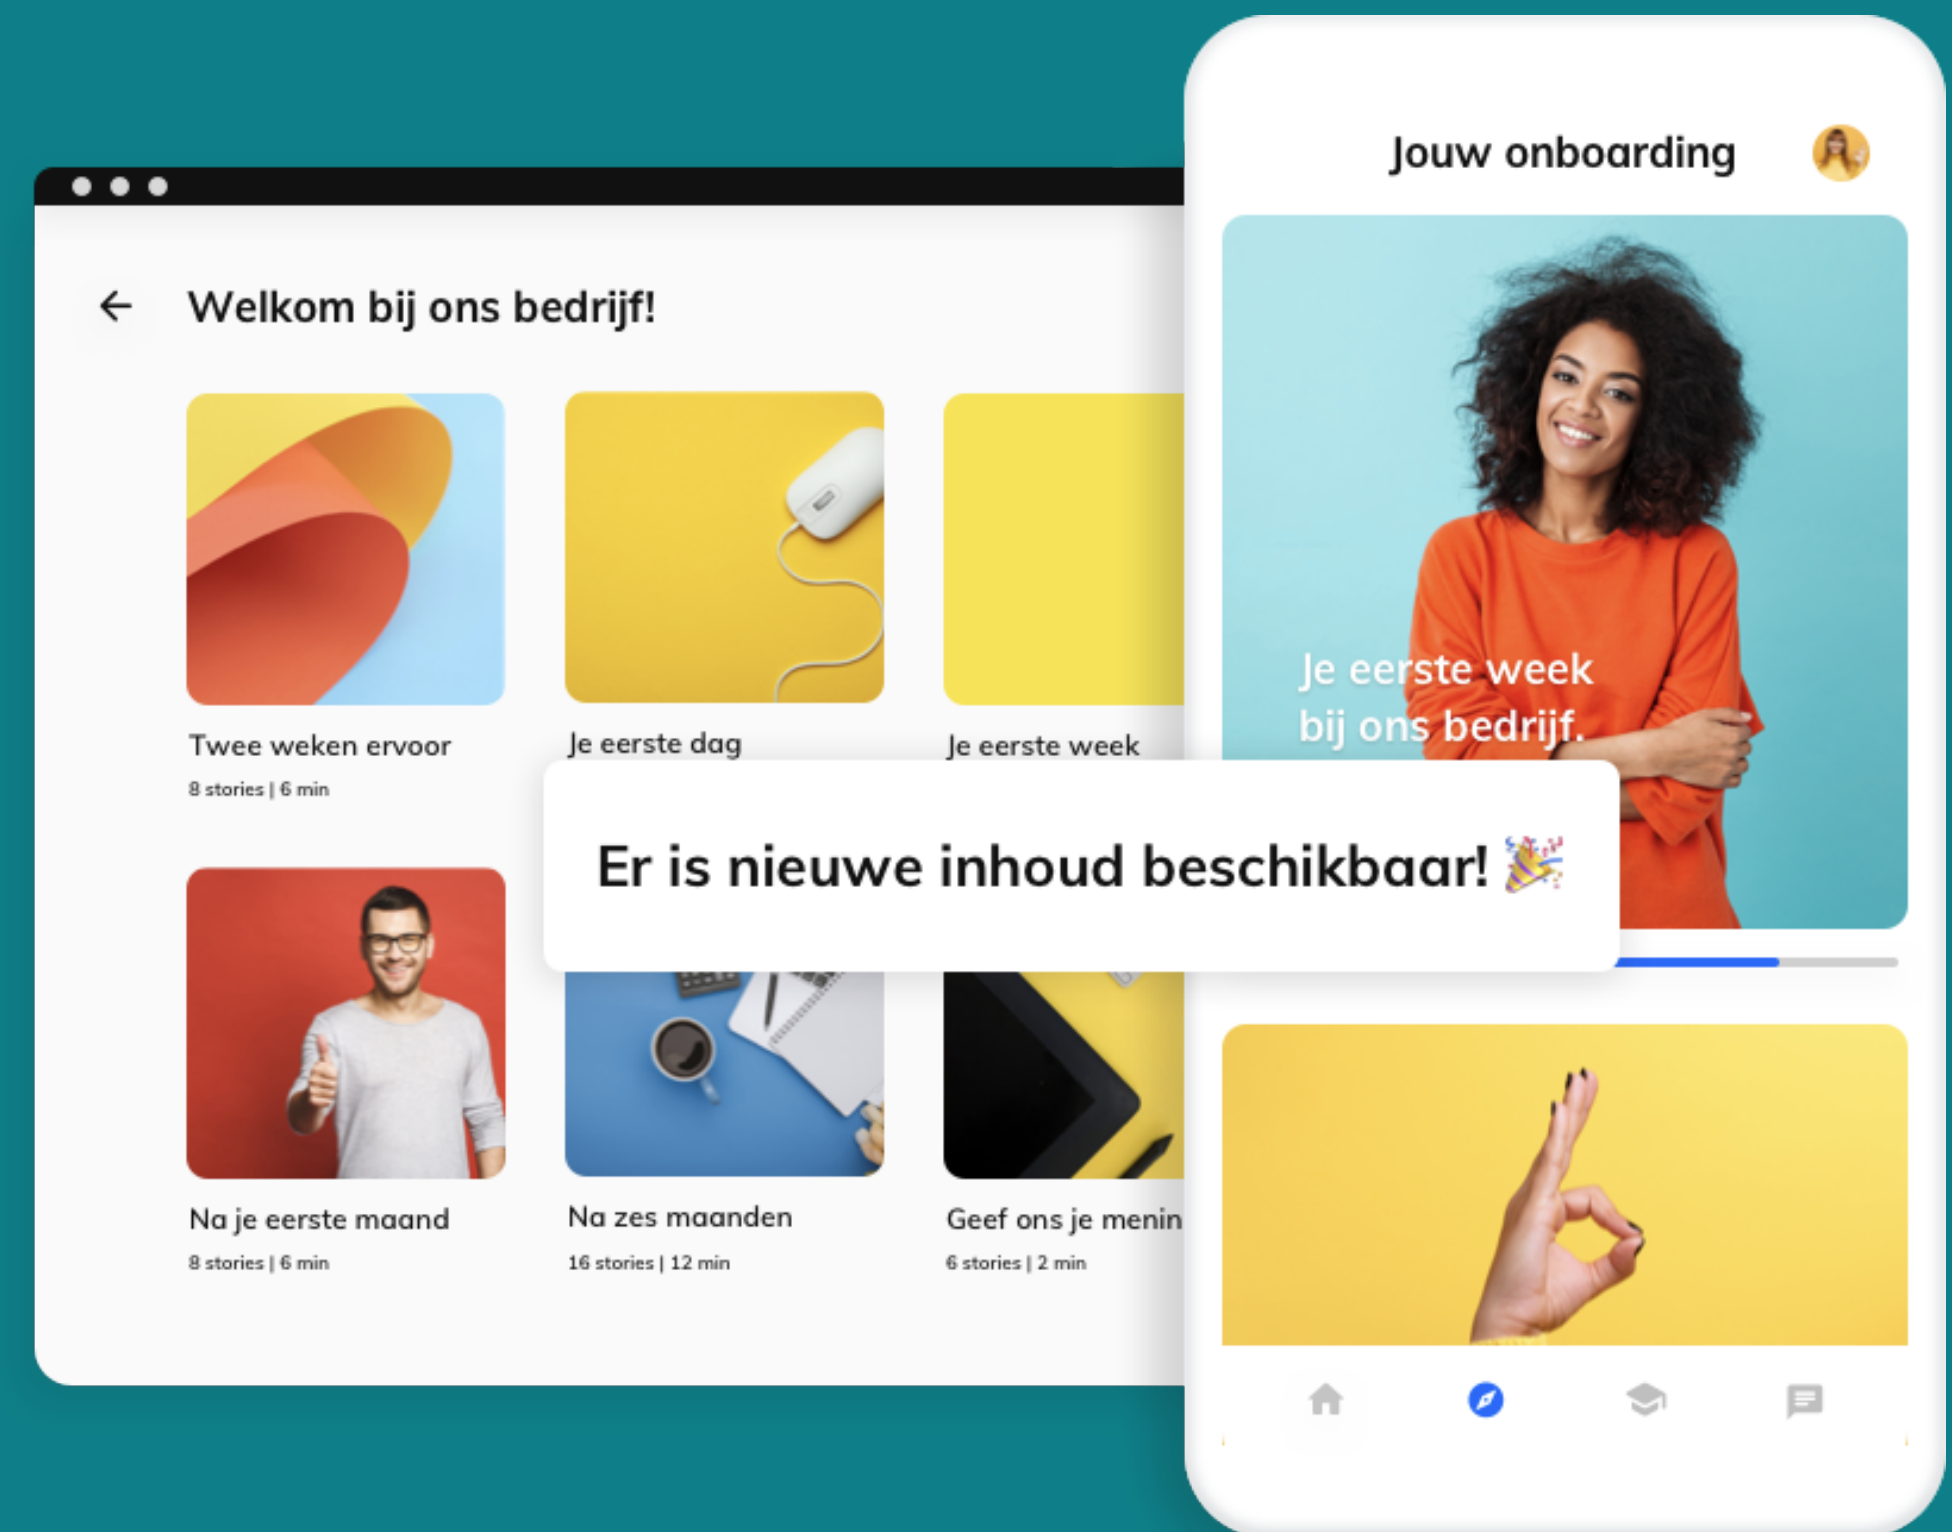 Welkom bij ons bedrijf!
Twee weken ervoor
8 stories | 6 min
Je eerste dag
Je eerste week
Na je eerste maand
8 stories | 6 min
Na zes maanden
16 stories | 12 min
Geef ons je menin
6 stories | 2 min
Er is nieuwe inhoud beschikbaar! 🎉
Jouw onboarding
Je eerste week
bij ons bedrijf.